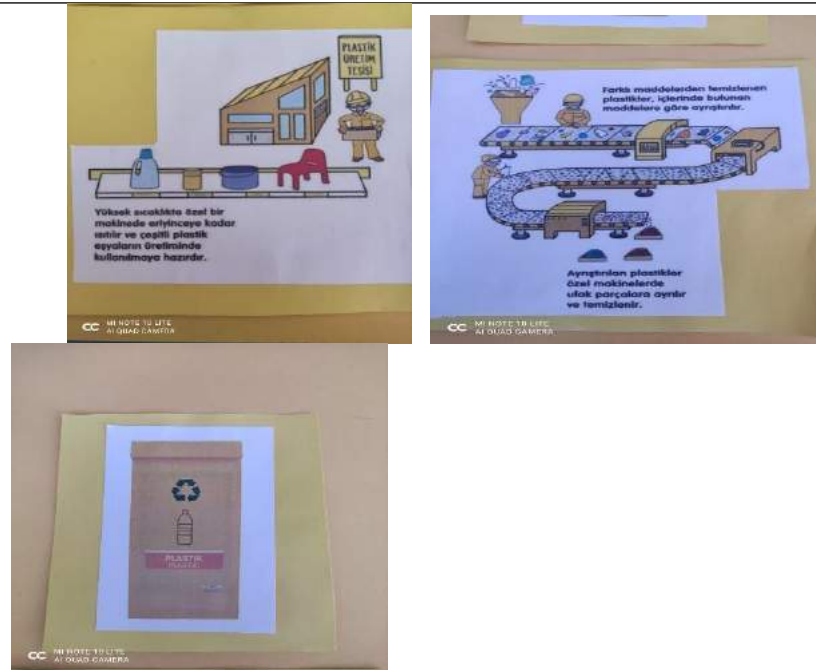 PLASTİK
ÜRETİM
TESİSİ
Yüksek sıcaklıkta özel bir
makinede eriyinceye kadar
ısıtılır ve çeşitli plastik
eşyaların üretiminde
kullanılmaya hazırdır.
MI NOTE 10 LITE
AI QUAD CAMERA
Farklı maddelerden temizlenen
plastikler, içlerinde bulunan
maddelere göre ayrıştırılır.
Ayrıştırılan plastikler
özel makinelerde
ufak parçalara ayrılır
ve temizlenir.
MI NOTE 10 LITE
AI QUAD CAMERA
PLASTİK
MI NOTE 10 LITE
AI QUAD CAMERA